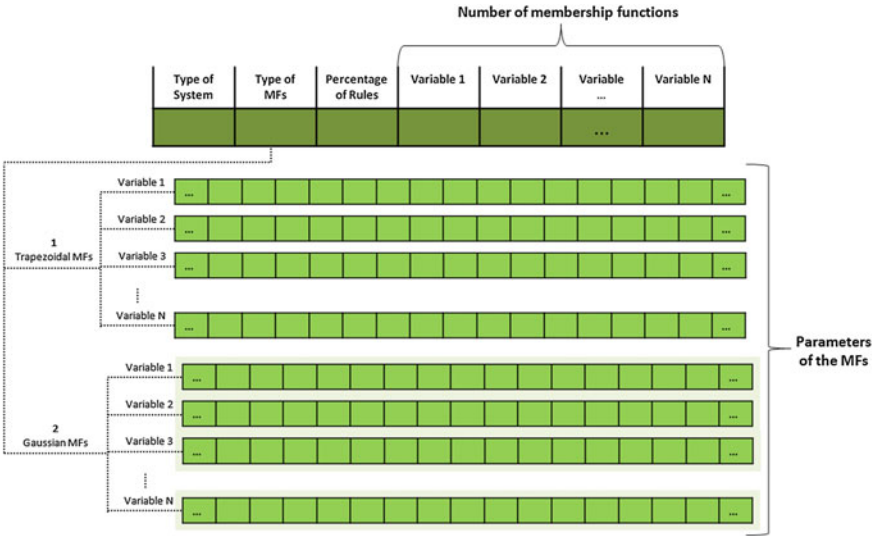 Number of membership functions
Type of System
Type of MFs
Percentage of Rules
Variable 1
Variable 2
Variable ...
Variable N
...
Variable 1
... ...
Variable 2
... ...
1
Trapezoidal MFs
Variable 3
... ...
...
Variable N
... ...
Parameters of the MFs
Variable 1
... ...
Variable 2
... ...
2
Gaussian MFs
Variable 3
... ...
...
Variable N
... ...